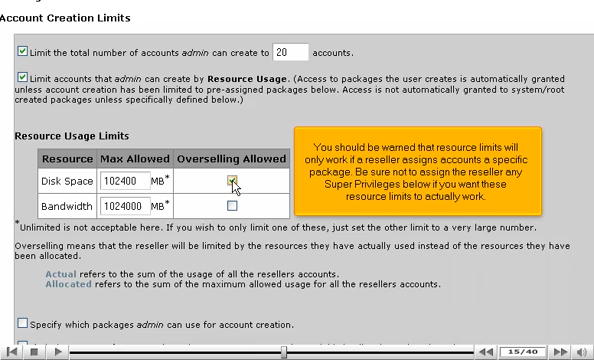 Account Creation Limits
Limit the total number of accounts admin can create to 20 accounts.
Limit accounts that admin can create by Resource Usage. (Access to packages the user creates is automatically granted
unless account creation has been limited to pre-assigned packages below. Access is not automatically granted to system/root
created packages unless specifically defined below.)
Resource Usage Limits
Resource Max Allowed Overselling Allowed
Disk Space 102400 MB*
Bandwidth 1024000 MB*
You should be warned that resource limits will
only work if a reseller assigns accounts a specific
package. Be sure not to assign the reseller any
Super Privileges below if you want these
resource limits to actually work.
*Unlimited is not acceptable here. If you wish to only limit one of these, just set the other limit to a very large number.
Overselling means that the reseller will be limited by the resources they have actually used instead of the resources they have
been allocated.
Actual refers to the sum of the usage of all the resellers accounts.
Allocated refers to the sum of the maximum allowed usage for all the resellers accounts.
Specify which packages admin can use for account creation.
15/40